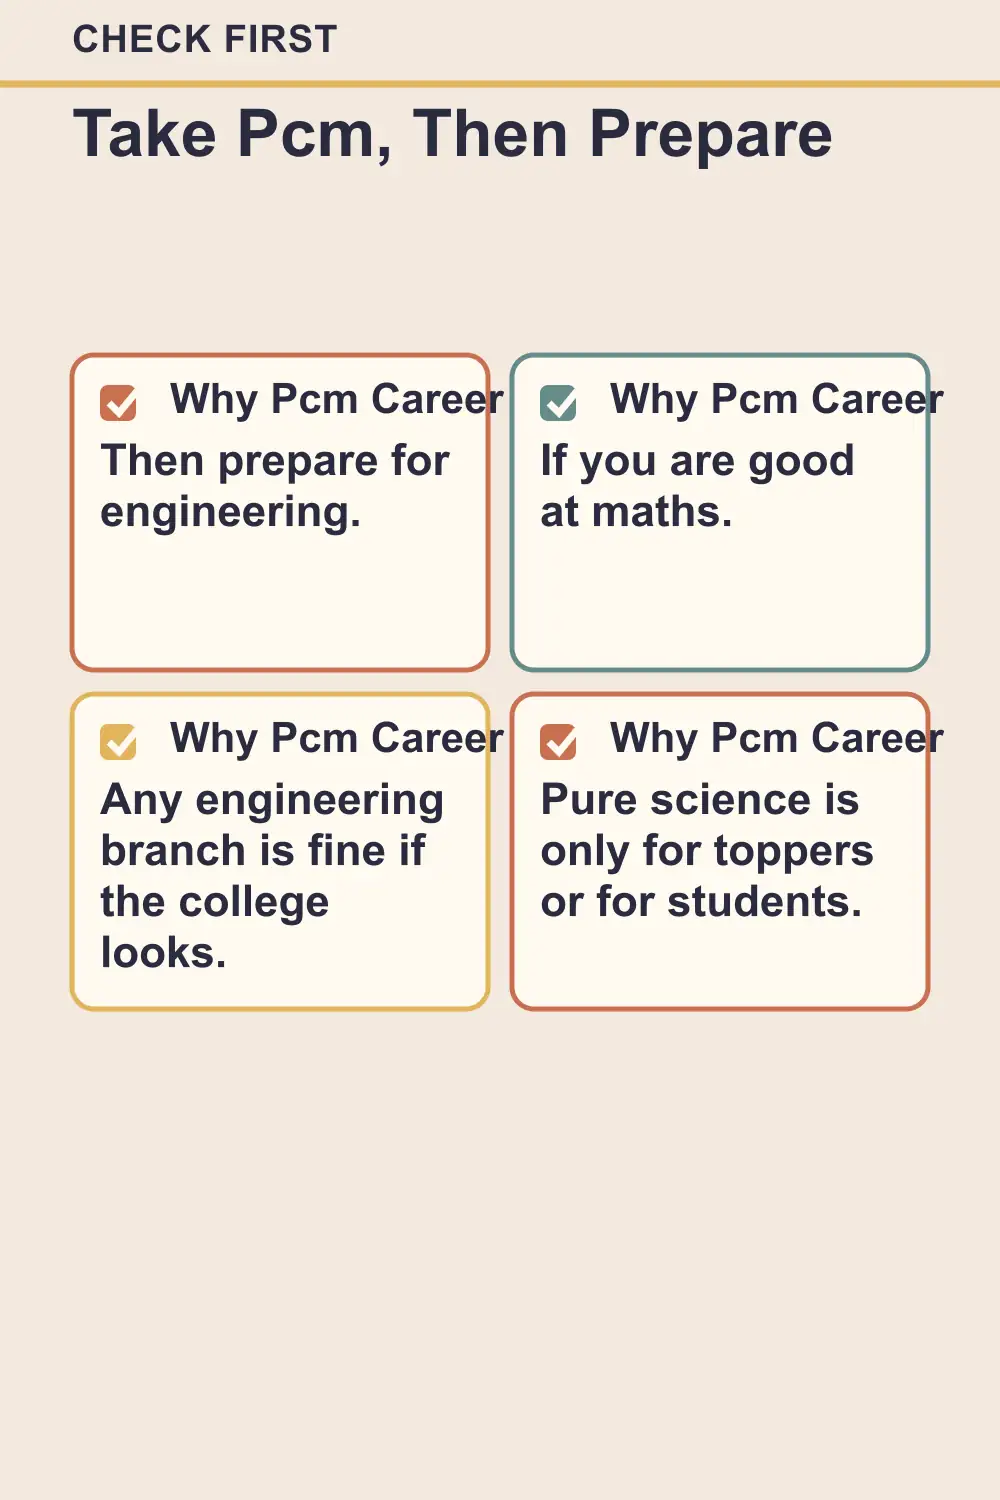 CHECK FIRST
Take Pcm, Then Prepare
Why Pcm Career
Then prepare for
engineering.
Why Pcm Career
If you are good
at maths.
Why Pcm Career
Any engineering
branch is fine if
the college
looks.
Why Pcm Career
Pure science is
only for toppers
or for students.